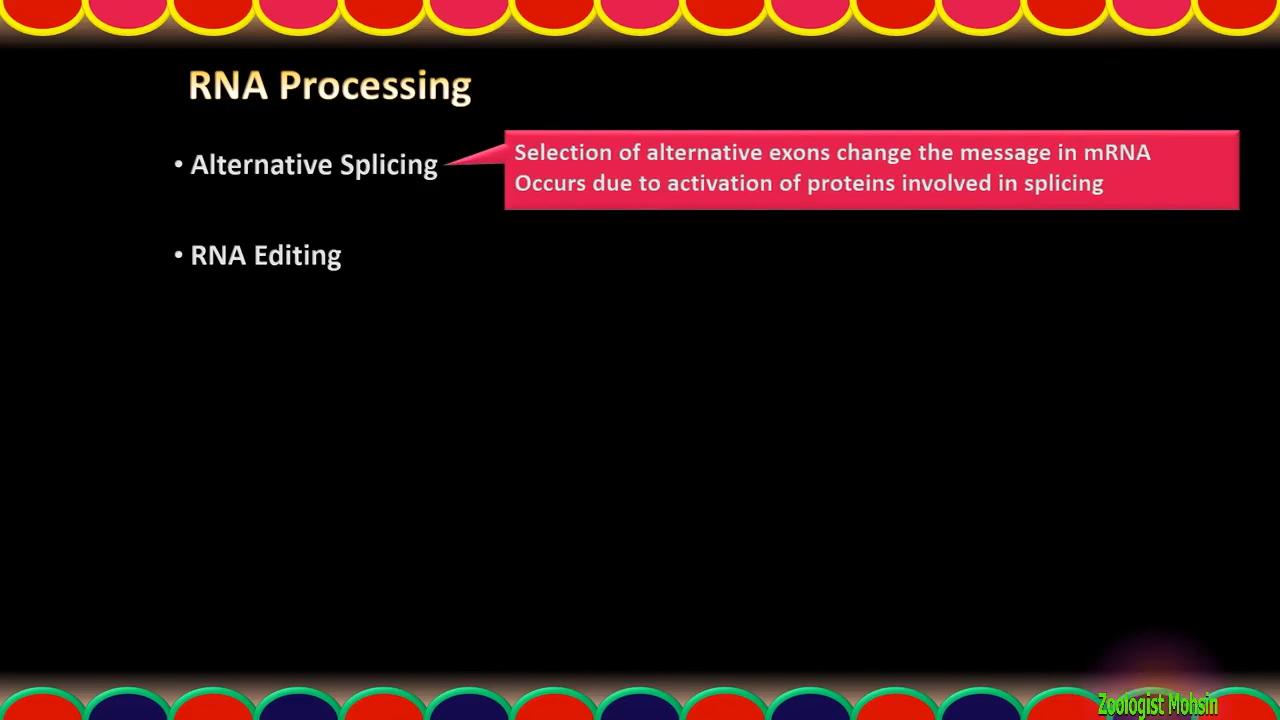 RNA Processing
• Alternative Splicing
Selection of alternative exons change the message in mRNA
Occurs due to activation of proteins involved in splicing
• RNA Editing
Zoologist Mohsin